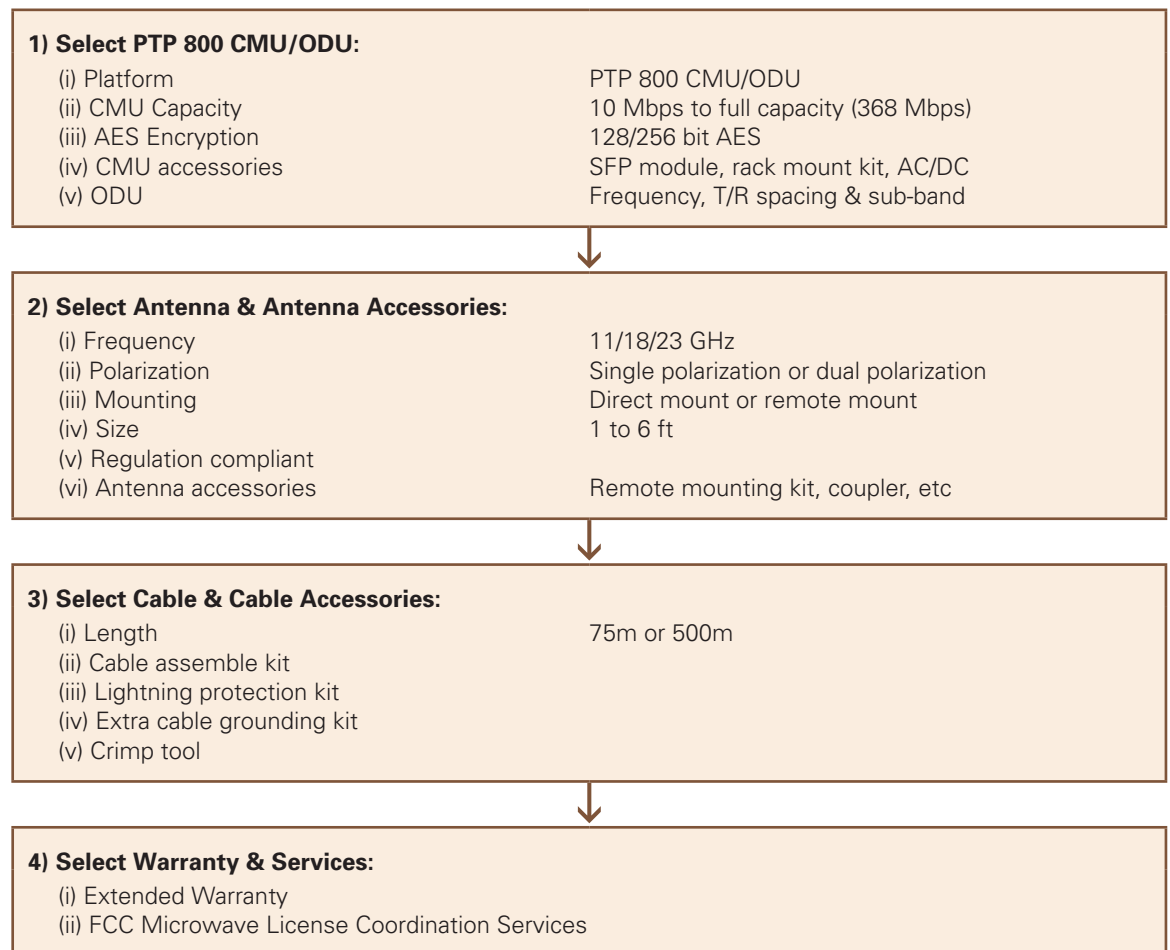 1) Select PTP 800 CMU/ODU:
(i) Platform PTP 800 CMU/ODU
(ii) CMU Capacity 10 Mbps to full capacity (368 Mbps)
(iii) AES Encryption 128/256 bit AES
(iv) CMU accessories SFP module, rack mount kit, AC/DC
(v) ODU Frequency, T/R spacing & sub-band
2) Select Antenna & Antenna Accessories:
(i) Frequency 11/18/23 GHz
(ii) Polarization Single polarization or dual polarization
(iii) Mounting Direct mount or remote mount
(iv) Size 1 to 6 ft
(v) Regulation compliant
(vi) Antenna accessories Remote mounting kit, coupler, etc
3) Select Cable & Cable Accessories:
(i) Length 75m or 500m
(ii) Cable assemble kit
(iii) Lightning protection kit
(iv) Extra cable grounding kit
(v) Crimp tool
4) Select Warranty & Services:
(i) Extended Warranty
(ii) FCC Microwave License Coordination Services